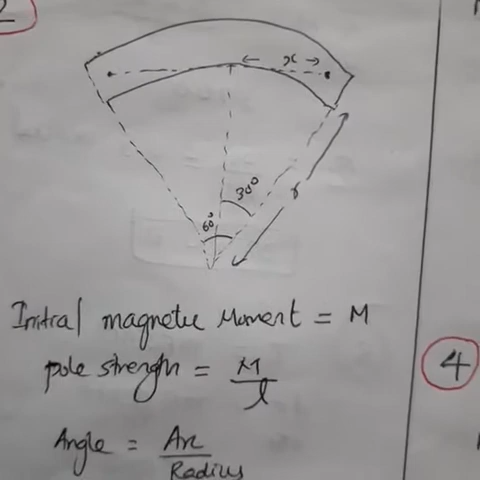 2
← x →
30°
r
60°
Initial magnetic Moment = M
pole strength = M/l
4
Angle = Arc/Radius